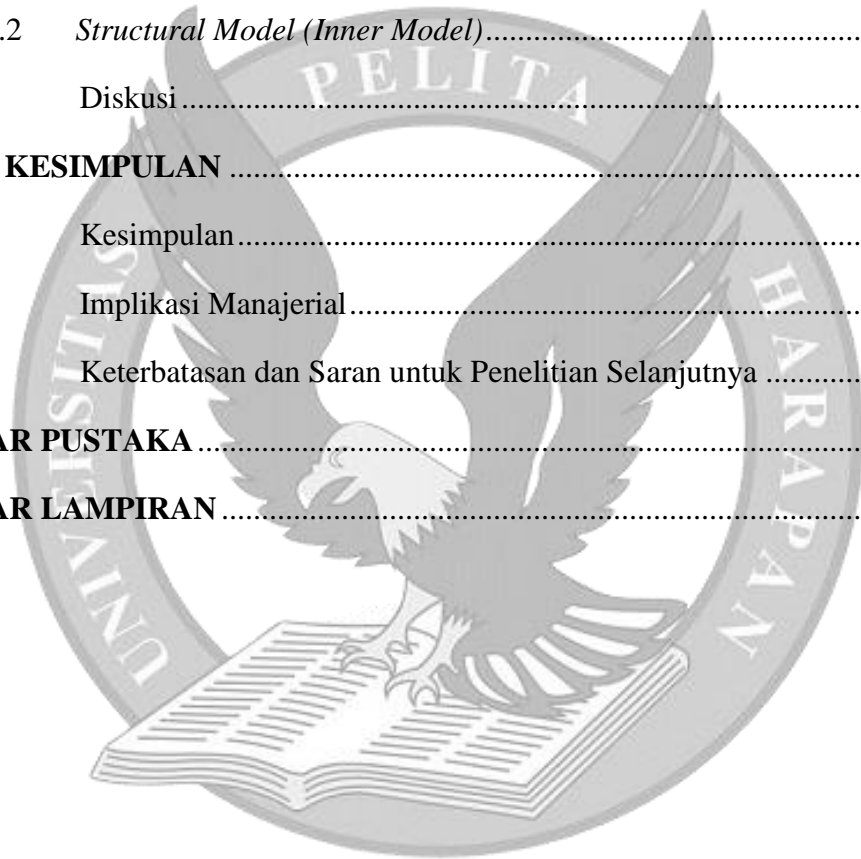 .2 Structural Model (Inner Model)......................................................
Diskusi......................................................................................
KESIMPULAN......................................................................
Kesimpulan..............................................................................
Implikasi Manajerial................................................................
Keterbatasan dan Saran untuk Penelitian Selanjutnya ............
AR PUSTAKA..........................................................................
AR LAMPIRAN.......................................................................
UNIVERSITAS PELITA HARAPAN